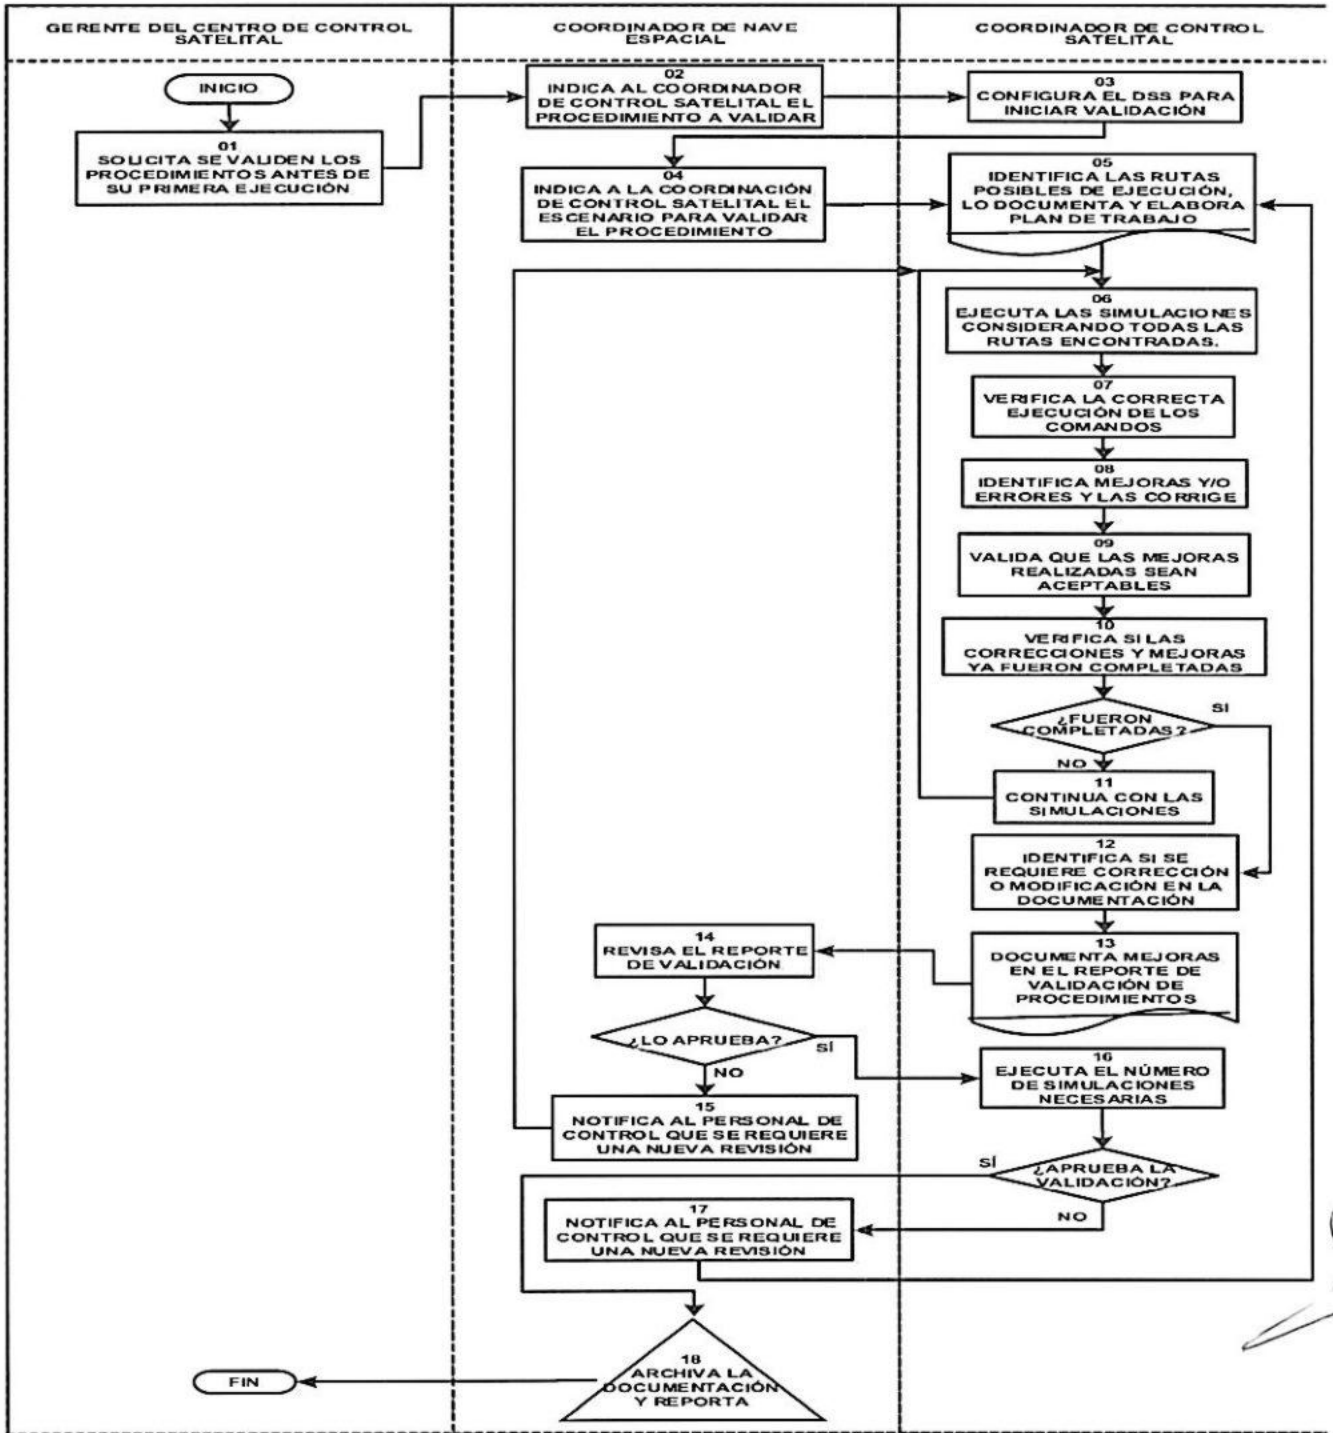 GERENTE DEL CENTRO DE CONTROL
SATELITAL
COORDINADOR DE NAVE
ESPACIAL
COORDINADOR DE CONTROL
SATELITAL
INICIO
01
SOLICITA SE VALIDEN LOS
PROCEDIMIENTOS ANTES DE
SU PRIMERA EJECUCIÓN
02
INDICA AL COORDINADOR
DE CONTROL SATELITAL EL
PROCEDIMIENTO A VALIDAR
03
CONFIGURA EL DSS PARA
INICIAR VALIDACIÓN
04
INDICA A LA COORDINACIÓN
DE CONTROL SATELITAL EL
ESCENARIO PARA VALIDAR
EL PROCEDIMIENTO
05
IDENTIFICA LAS RUTAS
POSIBLES DE EJECUCIÓN,
LO DOCUMENTA Y ELABORA
PLAN DE TRABAJO
06
EJECUTA LAS SIMULACIONES
CONSIDERANDO TODAS LAS
RUTAS ENCONTRADAS.
07
VERIFICA LA CORRECTA
EJECUCIÓN DE LOS
COMANDOS
08
IDENTIFICA MEJORAS Y/O
ERRORES Y LAS CORRIGE
09
VALIDA QUE LAS MEJORAS
REALIZADAS SEAN
ACEPTABLES
10
VERIFICA SI LAS
CORRECCIONES Y MEJORAS
YA FUERON COMPLETADAS
¿FUERON
COMPLETADAS?
SI
NO
11
CONTINUA CON LAS
SIMULACIONES
12
IDENTIFICA SI SE
REQUIERE CORRECCIÓN
O MODIFICACIÓN EN LA
DOCUMENTACIÓN
13
DOCUMENTA MEJORAS
EN EL REPORTE DE
VALIDACIÓN DE
PROCEDIMIENTOS
14
REVISA EL REPORTE
DE VALIDACIÓN
¿LO APRUEBA?
SÍ
NO
15
NOTIFICA AL PERSONAL DE
CONTROL QUE SE REQUIERE
UNA NUEVA REVISIÓN
16
EJECUTA EL NÚMERO
DE SIMULACIONES
NECESARIAS
¿APRUEBA LA
VALIDACIÓN?
SÍ
NO
17
NOTIFICA AL PERSONAL DE
CONTROL QUE SE REQUIERE
UNA NUEVA REVISIÓN
18
ARCHIVA LA
DOCUMENTACIÓN
Y REPORTA
FIN